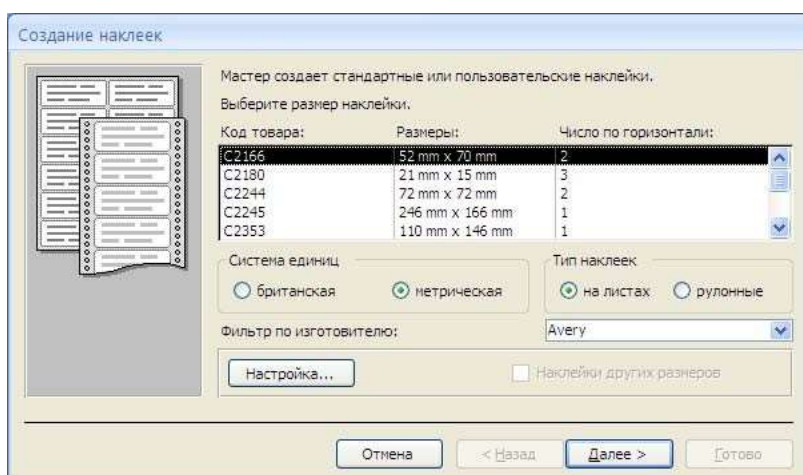 Создание наклеек
Мастер создает стандартные или пользовательские наклейки.
Выберите размер наклейки.
Код товара: Размеры: Число по горизонтали:
C2166 52 mm x 70 mm 2
C2180 21 mm x 15 mm 3
C2244 72 mm x 72 mm 2
C2245 246 mm x 166 mm 1
C2353 110 mm x 146 mm 1
Система единиц Тип наклеек
британская метрическая на листах рулонные
Фильтр по изготовителю: Avery
Настройка... Наклейки других размеров
Отмена < Назад Далее > Готово